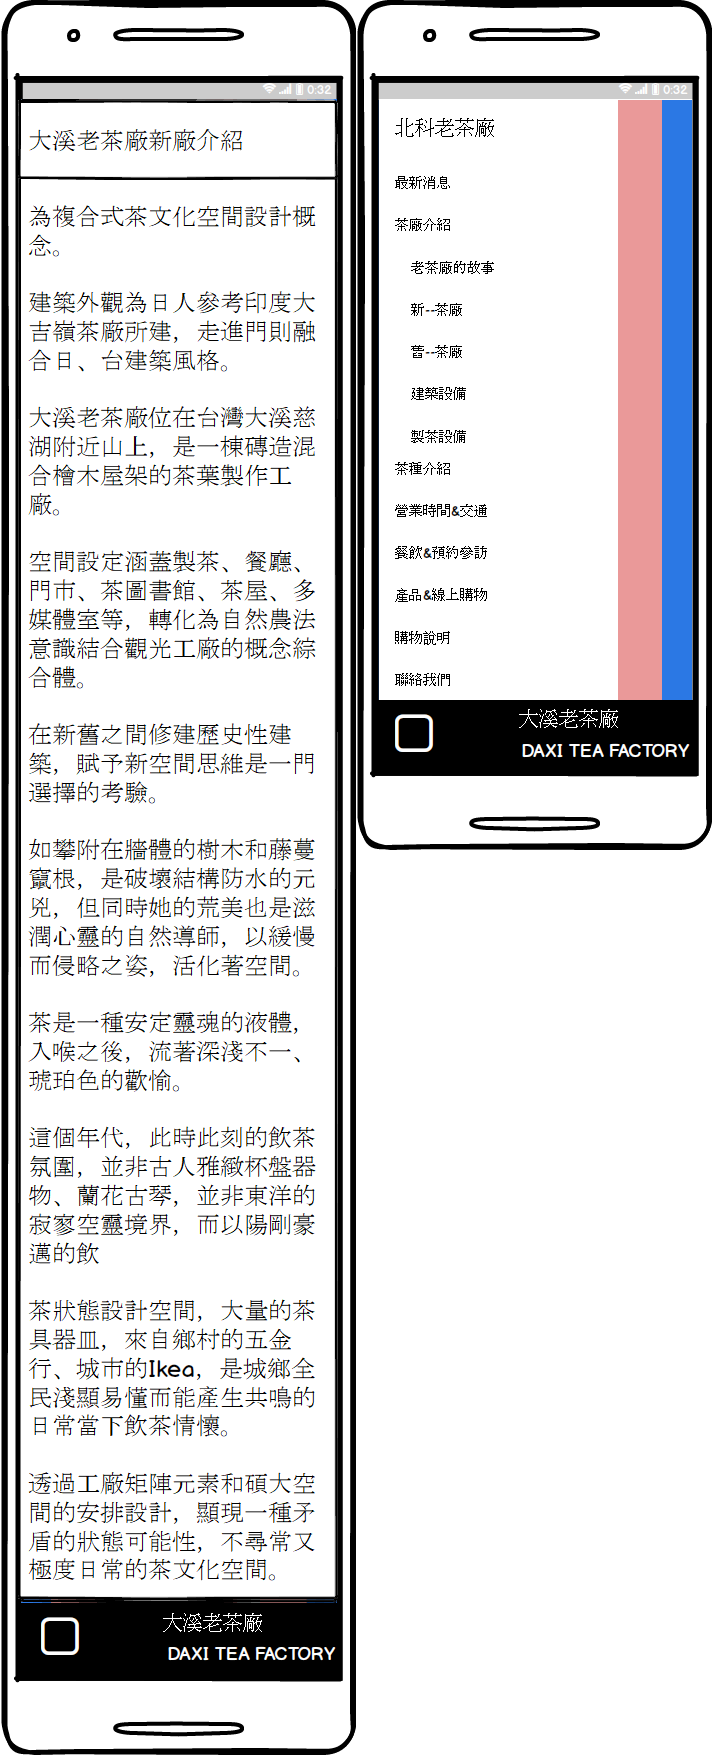 0:32
大溪老茶廠新廠介紹
為複合式茶文化空間設計概
念。
建築外觀為日人參考印度大
吉嶺茶廠所建，走進門則融
合日、台建築風格。
大溪老茶廠位在台灣大溪慈
湖附近山上，是一棟磚造混
合檜木屋架的茶葉製作工
廠。
空間設定涵蓋製茶、餐廳、
門市、茶圖書館、茶屋、多
媒體室等，轉化為自然農法
意識結合觀光工廠的概念綜
合體。
在新舊之間修建歷史性建
築，賦予新空間思維是一門
選擇的考驗。
如攀附在牆體的樹木和藤蔓
竄根，是破壞結構防水的元
兇，但同時她的荒美也是滋
潤心靈的自然導師，以緩慢
而侵略之姿，活化著空間。
茶是一種安定靈魂的液體，
入喉之後，流著深淺不一、
琥珀色的歡愉。
這個年代，此時此刻的飲茶
氛圍，並非古人雅緻杯盤器
物、蘭花古琴，並非東洋的
寂寥空靈境界，而以陽剛豪
邁的飲
茶狀態設計空間，大量的茶
具器皿，來自鄉村的五金
行、城市的Ikea，是城鄉全
民淺顯易懂而能產生共鳴的
日常當下飲茶情懷。
透過工廠矩陣元素和碩大空
間的安排設計，顯現一種矛
盾的狀態可能性，不尋常又
極度日常的茶文化空間。
大溪老茶廠
DAXI TEA FACTORY
0:32
北科老茶廠
最新消息
茶廠介紹
老茶廠的故事
新--茶廠
舊--茶廠
建築設備
製茶設備
茶種介紹
營業時間&交通
餐飲&預約參訪
產品&線上購物
購物說明
聯絡我們
大溪老茶廠
DAXI TEA FACTORY